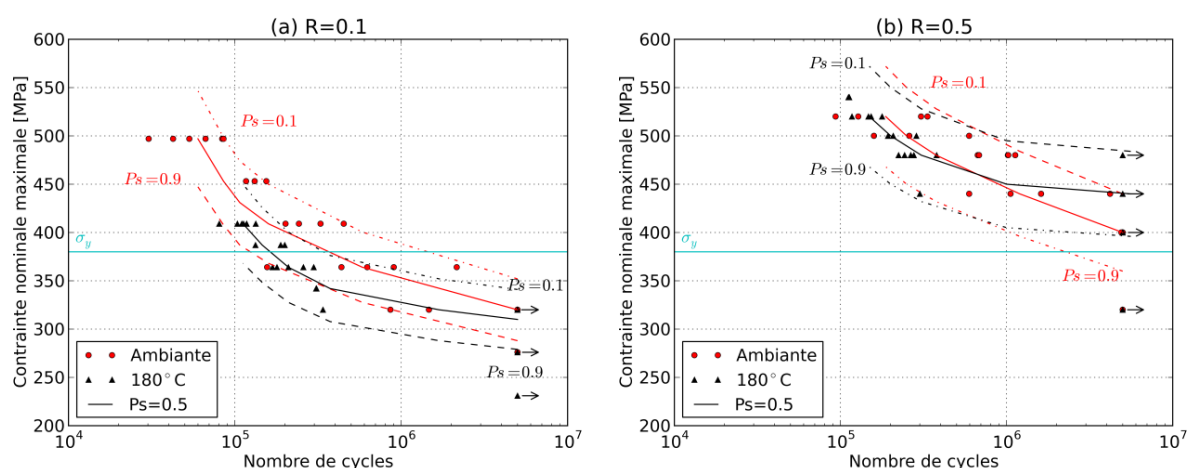 (a) R=0.1
Contrainte nominale maximale [MPa]
600
550
500
450
400
350
300
250
200
Ps=0.1
Ps=0.9
σy
Ps=0.1
Ps=0.9
Ambiante
180°C
Ps=0.5
10^4
10^5
10^6
10^7
Nombre de cycles
(b) R=0.5
Contrainte nominale maximale [MPa]
600
550
500
450
400
350
300
250
200
Ps=0.1
Ps=0.1
Ps=0.9
σy
Ps=0.9
Ambiante
180°C
Ps=0.5
10^4
10^5
10^6
10^7
Nombre de cycles